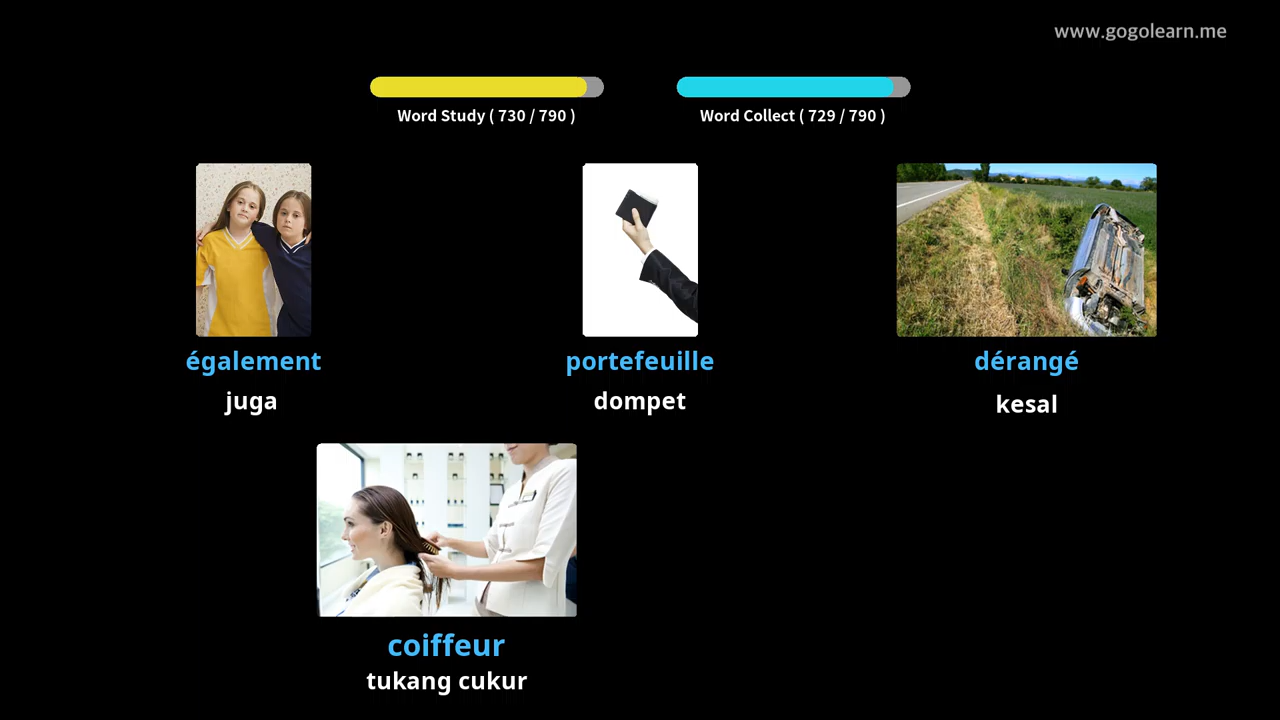 www.gogolearn.me
Word Study ( 730 / 790 )
Word Collect ( 729 / 790 )
également
juga
portefeuille
dompet
dérangé
kesal
coiffeur
tukang cukur